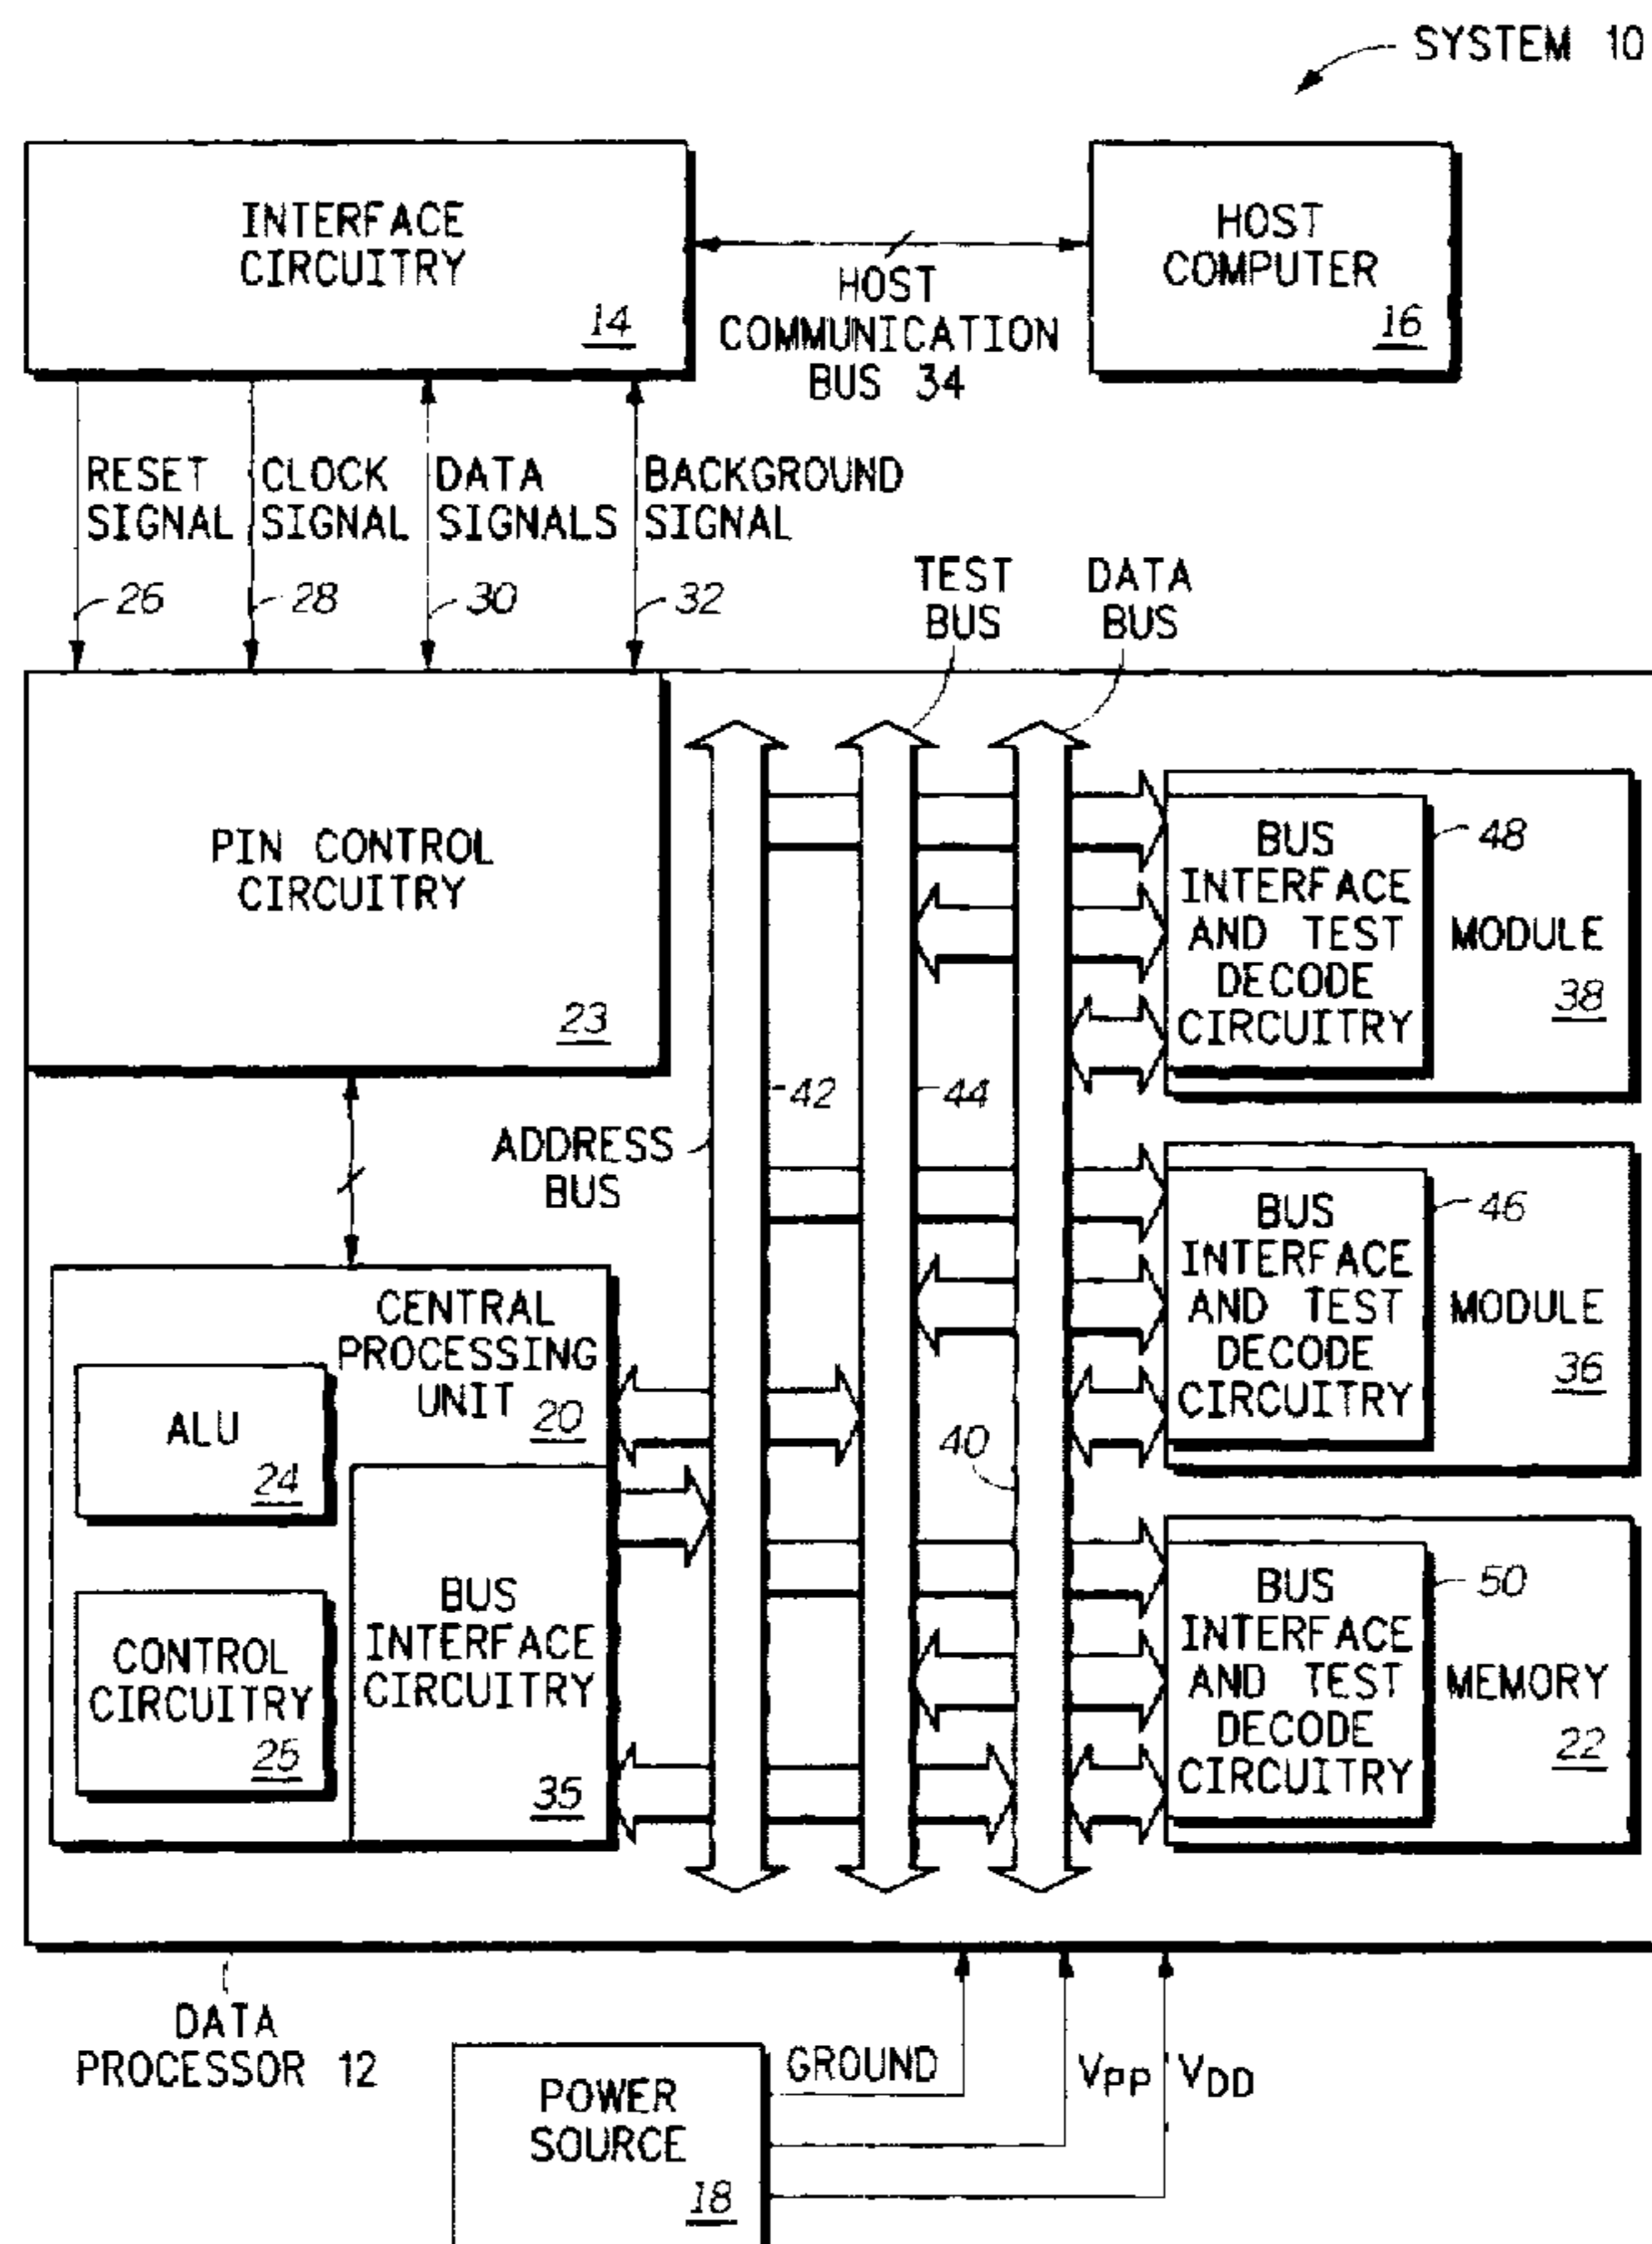 SYSTEM 10
INTERFACE
CIRCUITRY
14
HOST
COMMUNICATION
BUS 34
HOST
COMPUTER
16
RESET
SIGNAL
26
CLOCK
SIGNAL
28
DATA
SIGNALS
30
BACKGROUND
SIGNAL
32
TEST
BUS
DATA
BUS
PIN CONTROL
CIRCUITRY
23
BUS
INTERFACE
AND TEST
DECODE
CIRCUITRY
48
MODULE
38
42
44
ADDRESS
BUS
BUS
INTERFACE
AND TEST
DECODE
CIRCUITRY
46
MODULE
36
CENTRAL
PROCESSING
UNIT 20
ALU
24
40
CONTROL
CIRCUITRY
25
BUS
INTERFACE
CIRCUITRY
35
BUS
INTERFACE
AND TEST
DECODE
CIRCUITRY
50
MEMORY
22
DATA
PROCESSOR 12
POWER
SOURCE
18
GROUND
VPP
VDD